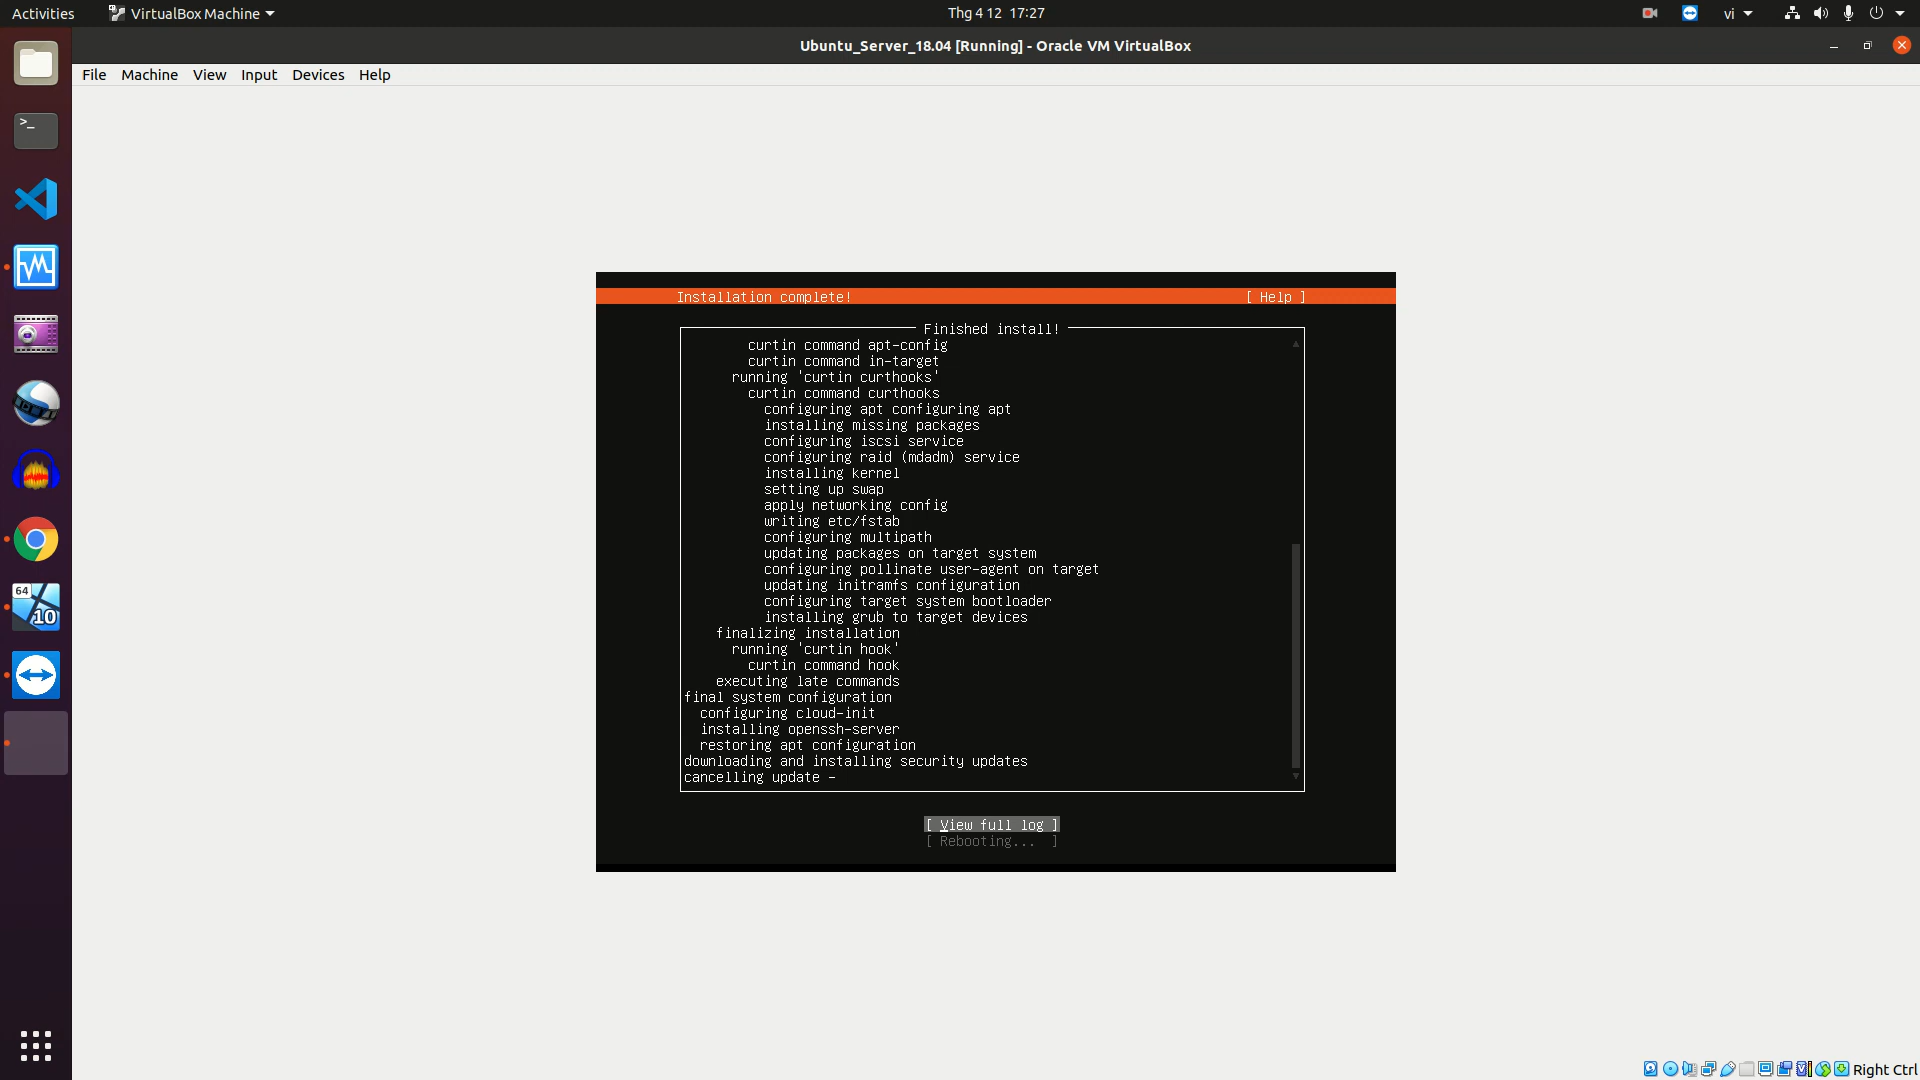 Activities
VirtualBox Machine
Thg 4 12 17:27
vi
Ubuntu_Server_18.04 [Running] - Oracle VM VirtualBox
File Machine View Input Devices Help
>_
64
10
Installation complete! [ Help ]
Finished install!
curtin command apt-config
curtin command in-target
running 'curtin curthooks'
curtin command curthooks
configuring apt configuring apt
installing missing packages
configuring iscsi service
configuring raid (mdadm) service
installing kernel
setting up swap
apply networking config
writing etc/fstab
configuring multipath
updating packages on target system
configuring pollinate user-agent on target
updating initramfs configuration
configuring target system bootloader
installing grub to target devices
finalizing installation
running 'curtin hook'
curtin command hook
executing late commands
final system configuration
configuring cloud-init
installing openssh-server
restoring apt configuration
downloading and installing security updates
cancelling update -
[ View full log ]
[ Rebooting... ]
Right Ctrl